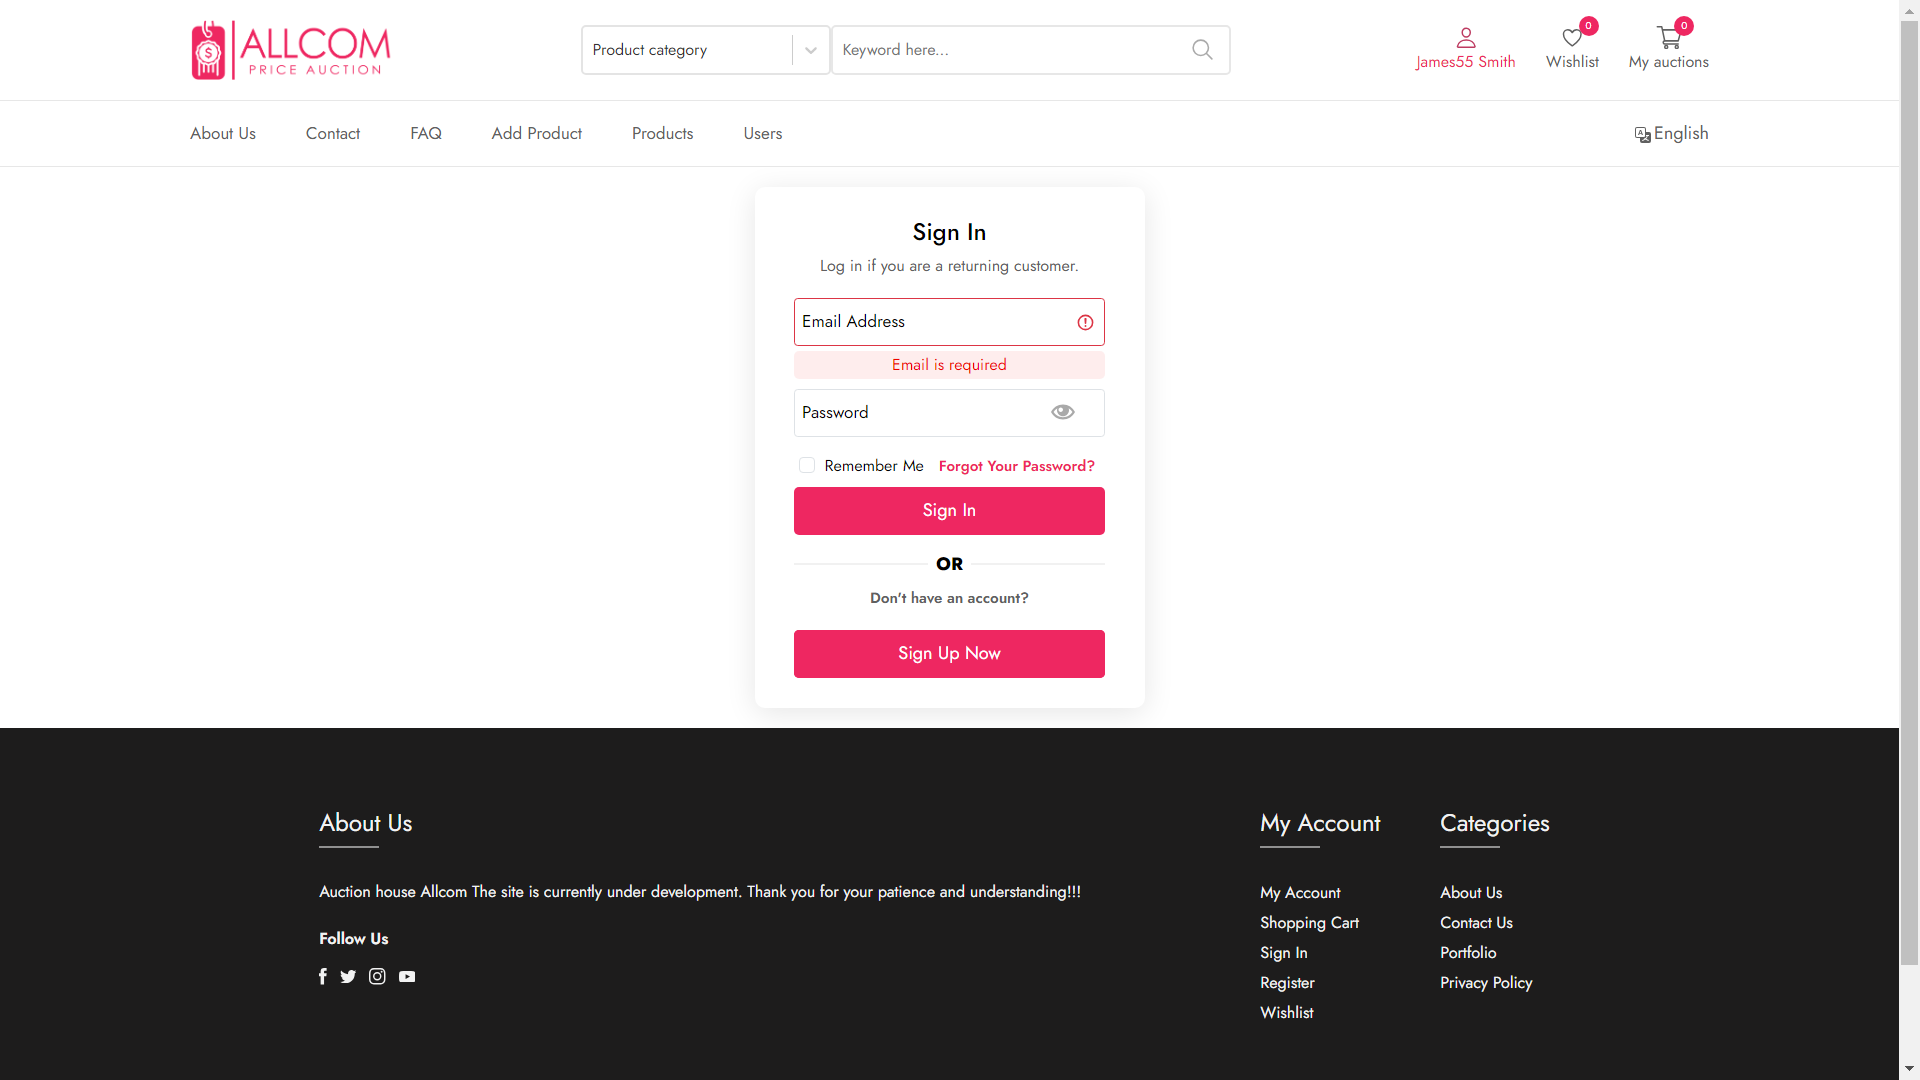 ALLCOM
PRICE AUCTION
Product category
Keyword here...
James55 Smith
0
Wishlist
0
My auctions
About Us
Contact
FAQ
Add Product
Products
Users
English
Sign In
Log in if you are a returning customer.
Email Address
Email is required
Password
Remember Me
Forgot Your Password?
Sign In
OR
Don't have an account?
Sign Up Now
About Us
Auction house Allcom The site is currently under development. Thank you for your patience and understanding!!!
Follow Us
My Account
My Account
Shopping Cart
Sign In
Register
Wishlist
Categories
About Us
Contact Us
Portfolio
Privacy Policy